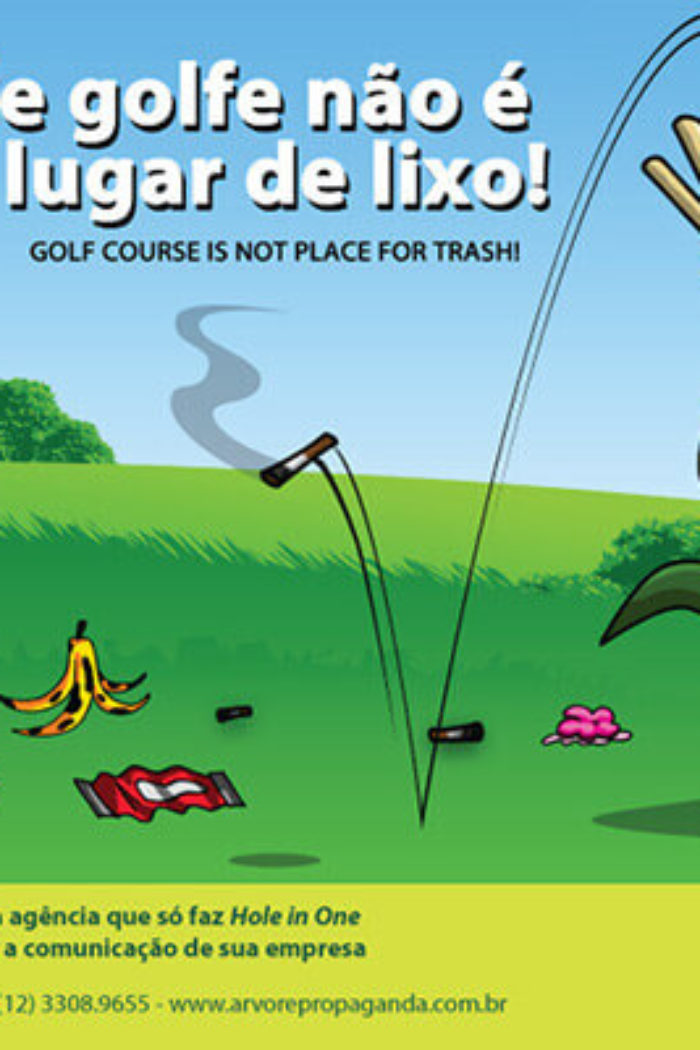 e golfe não é
lugar de lixo!
GOLF COURSE IS NOT PLACE FOR TRASH!
agência que só faz Hole in One
a comunicação de sua empresa
(12) 3308.9655 - www.arvorepropaganda.com.br